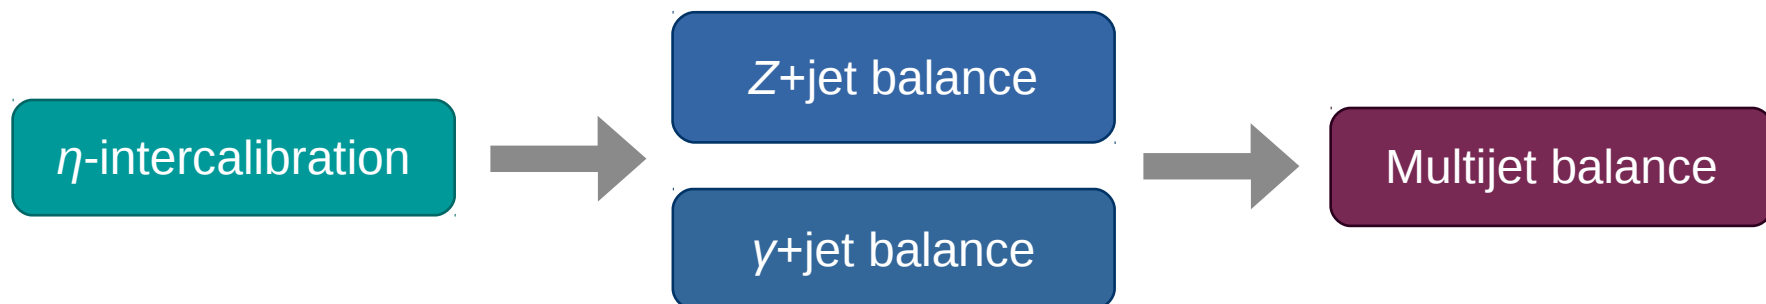 η-intercalibration
Z+jet balance
γ+jet balance
Multijet balance